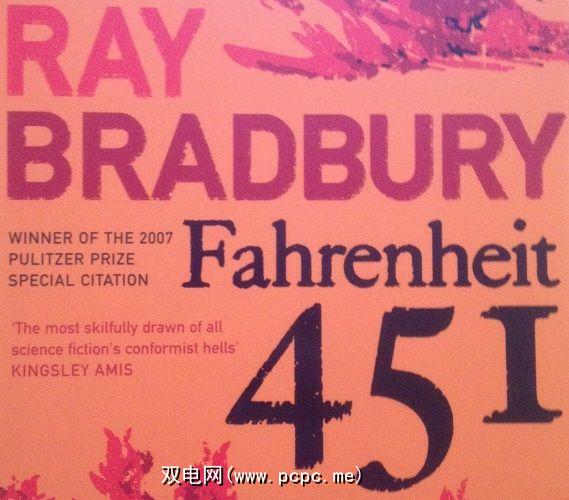 RAY
BRADBURY
WINNER OF THE 2007
PULITZER PRIZE
SPECIAL CITATION
Fahrenheit
451
'The most skilfully drawn of all
science fiction's conformist hells'
KINGSLEY AMIS
双电网(www.pcpc.me)